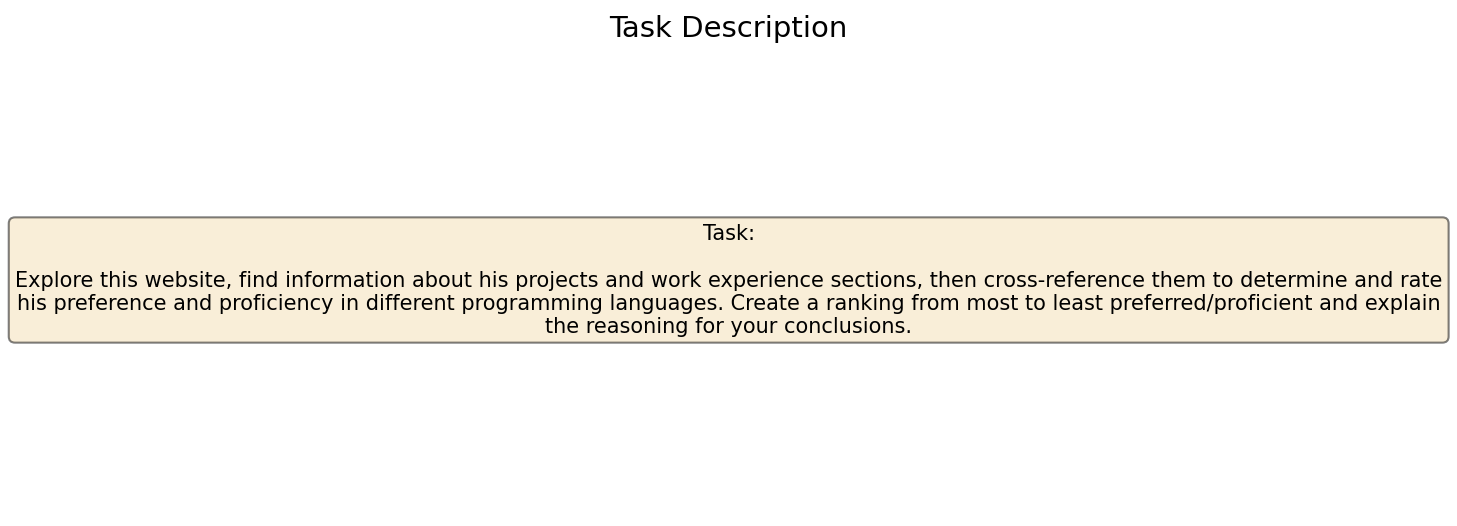 Task Description
Task:
Explore this website, find information about his projects and work experience sections, then cross-reference them to determine and rate
his preference and proficiency in different programming languages. Create a ranking from most to least preferred/proficient and explain
the reasoning for your conclusions.